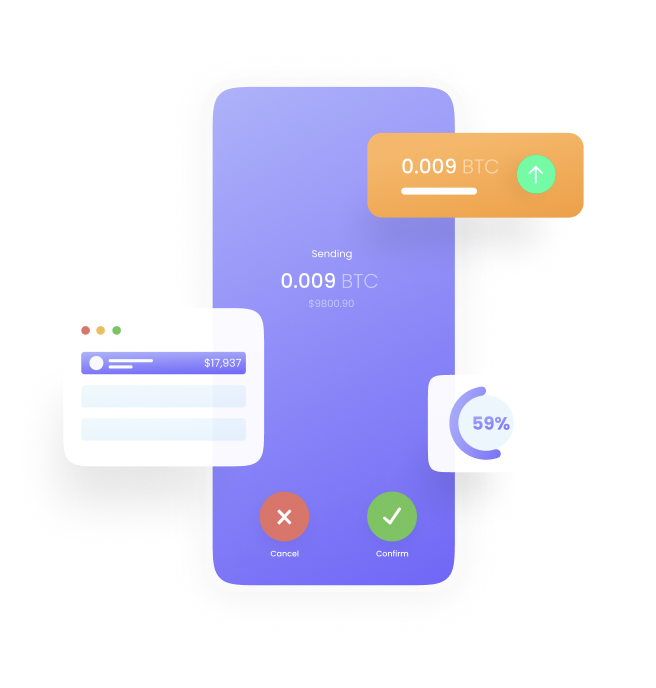 0.009 BTC
Sending
0.009 BTC
$9800.90
$17,937
59%
Cancel
Confirm